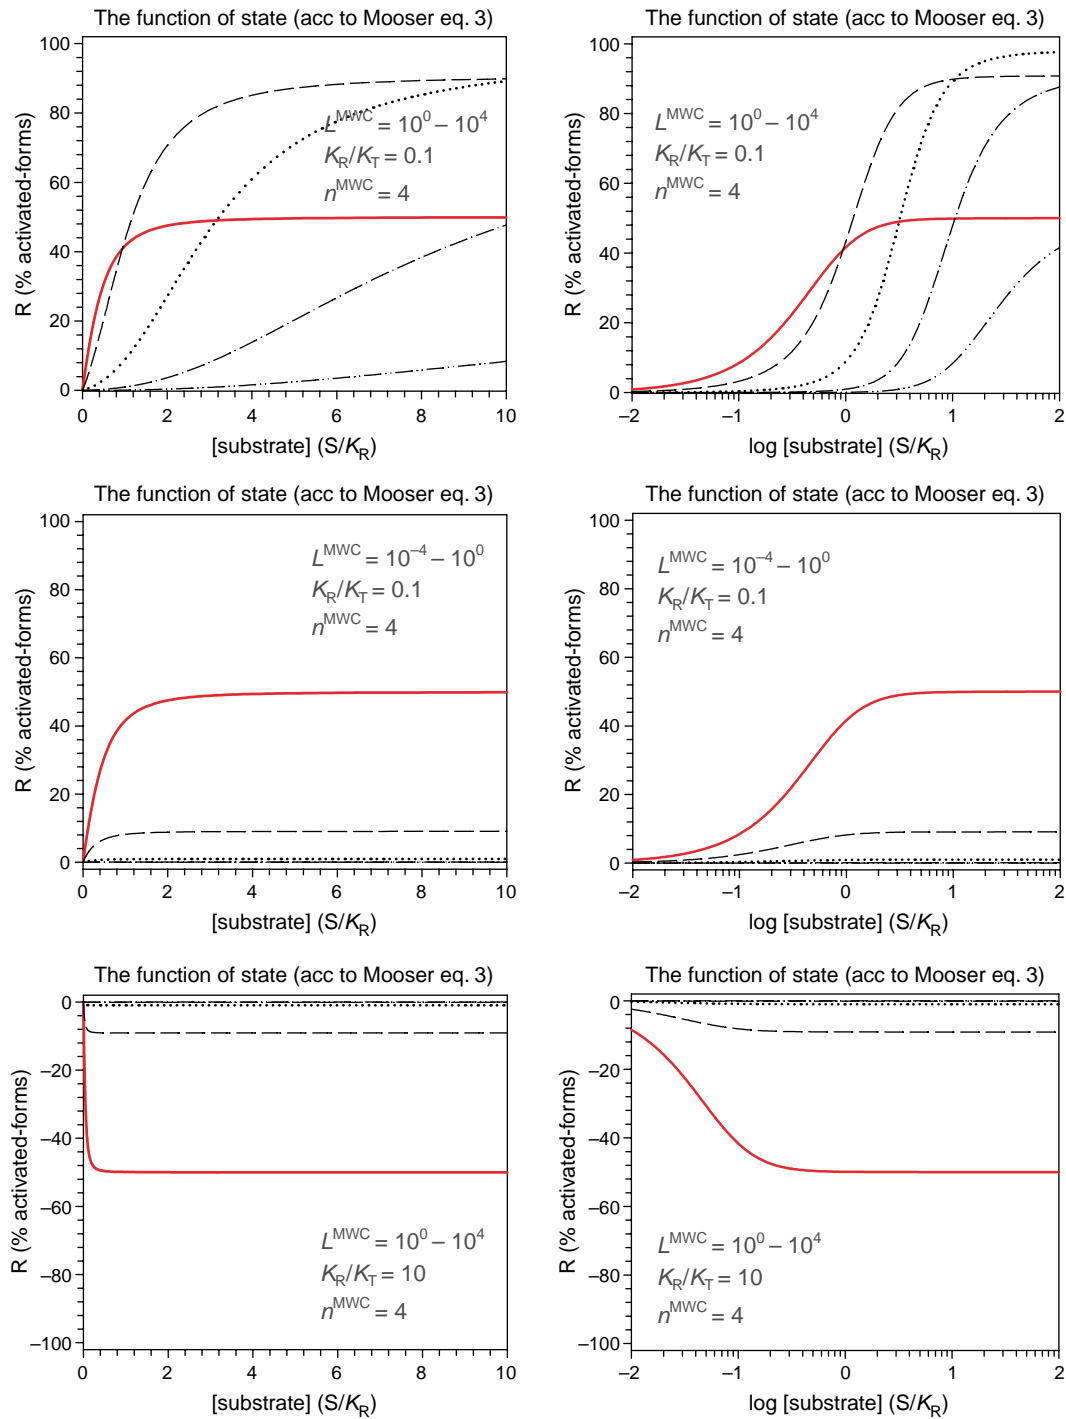 The function of state (acc to Mooser eq. 3)
R (% activated-forms)
100
80
60
40
20
0
L^MWC = 10^0 – 10^4
K_R/K_T = 0.1
n^MWC = 4
0 2 4 6 8 10
[substrate] (S/K_R)
The function of state (acc to Mooser eq. 3)
R (% activated-forms)
100
80
60
40
20
0
L^MWC = 10^0 – 10^4
K_R/K_T = 0.1
n^MWC = 4
–2 –1 0 1 2
log [substrate] (S/K_R)
The function of state (acc to Mooser eq. 3)
R (% activated-forms)
100
80
60
40
20
0
L^MWC = 10^–4 – 10^0
K_R/K_T = 0.1
n^MWC = 4
0 2 4 6 8 10
[substrate] (S/K_R)
The function of state (acc to Mooser eq. 3)
R (% activated-forms)
100
80
60
40
20
0
L^MWC = 10^–4 – 10^0
K_R/K_T = 0.1
n^MWC = 4
–2 –1 0 1 2
log [substrate] (S/K_R)
The function of state (acc to Mooser eq. 3)
R (% activated-forms)
0
–20
–40
–60
–80
–100
L^MWC = 10^0 – 10^4
K_R/K_T = 10
n^MWC = 4
0 2 4 6 8 10
[substrate] (S/K_R)
The function of state (acc to Mooser eq. 3)
R (% activated-forms)
0
–20
–40
–60
–80
–100
L^MWC = 10^0 – 10^4
K_R/K_T = 10
n^MWC = 4
–2 –1 0 1 2
log [substrate] (S/K_R)